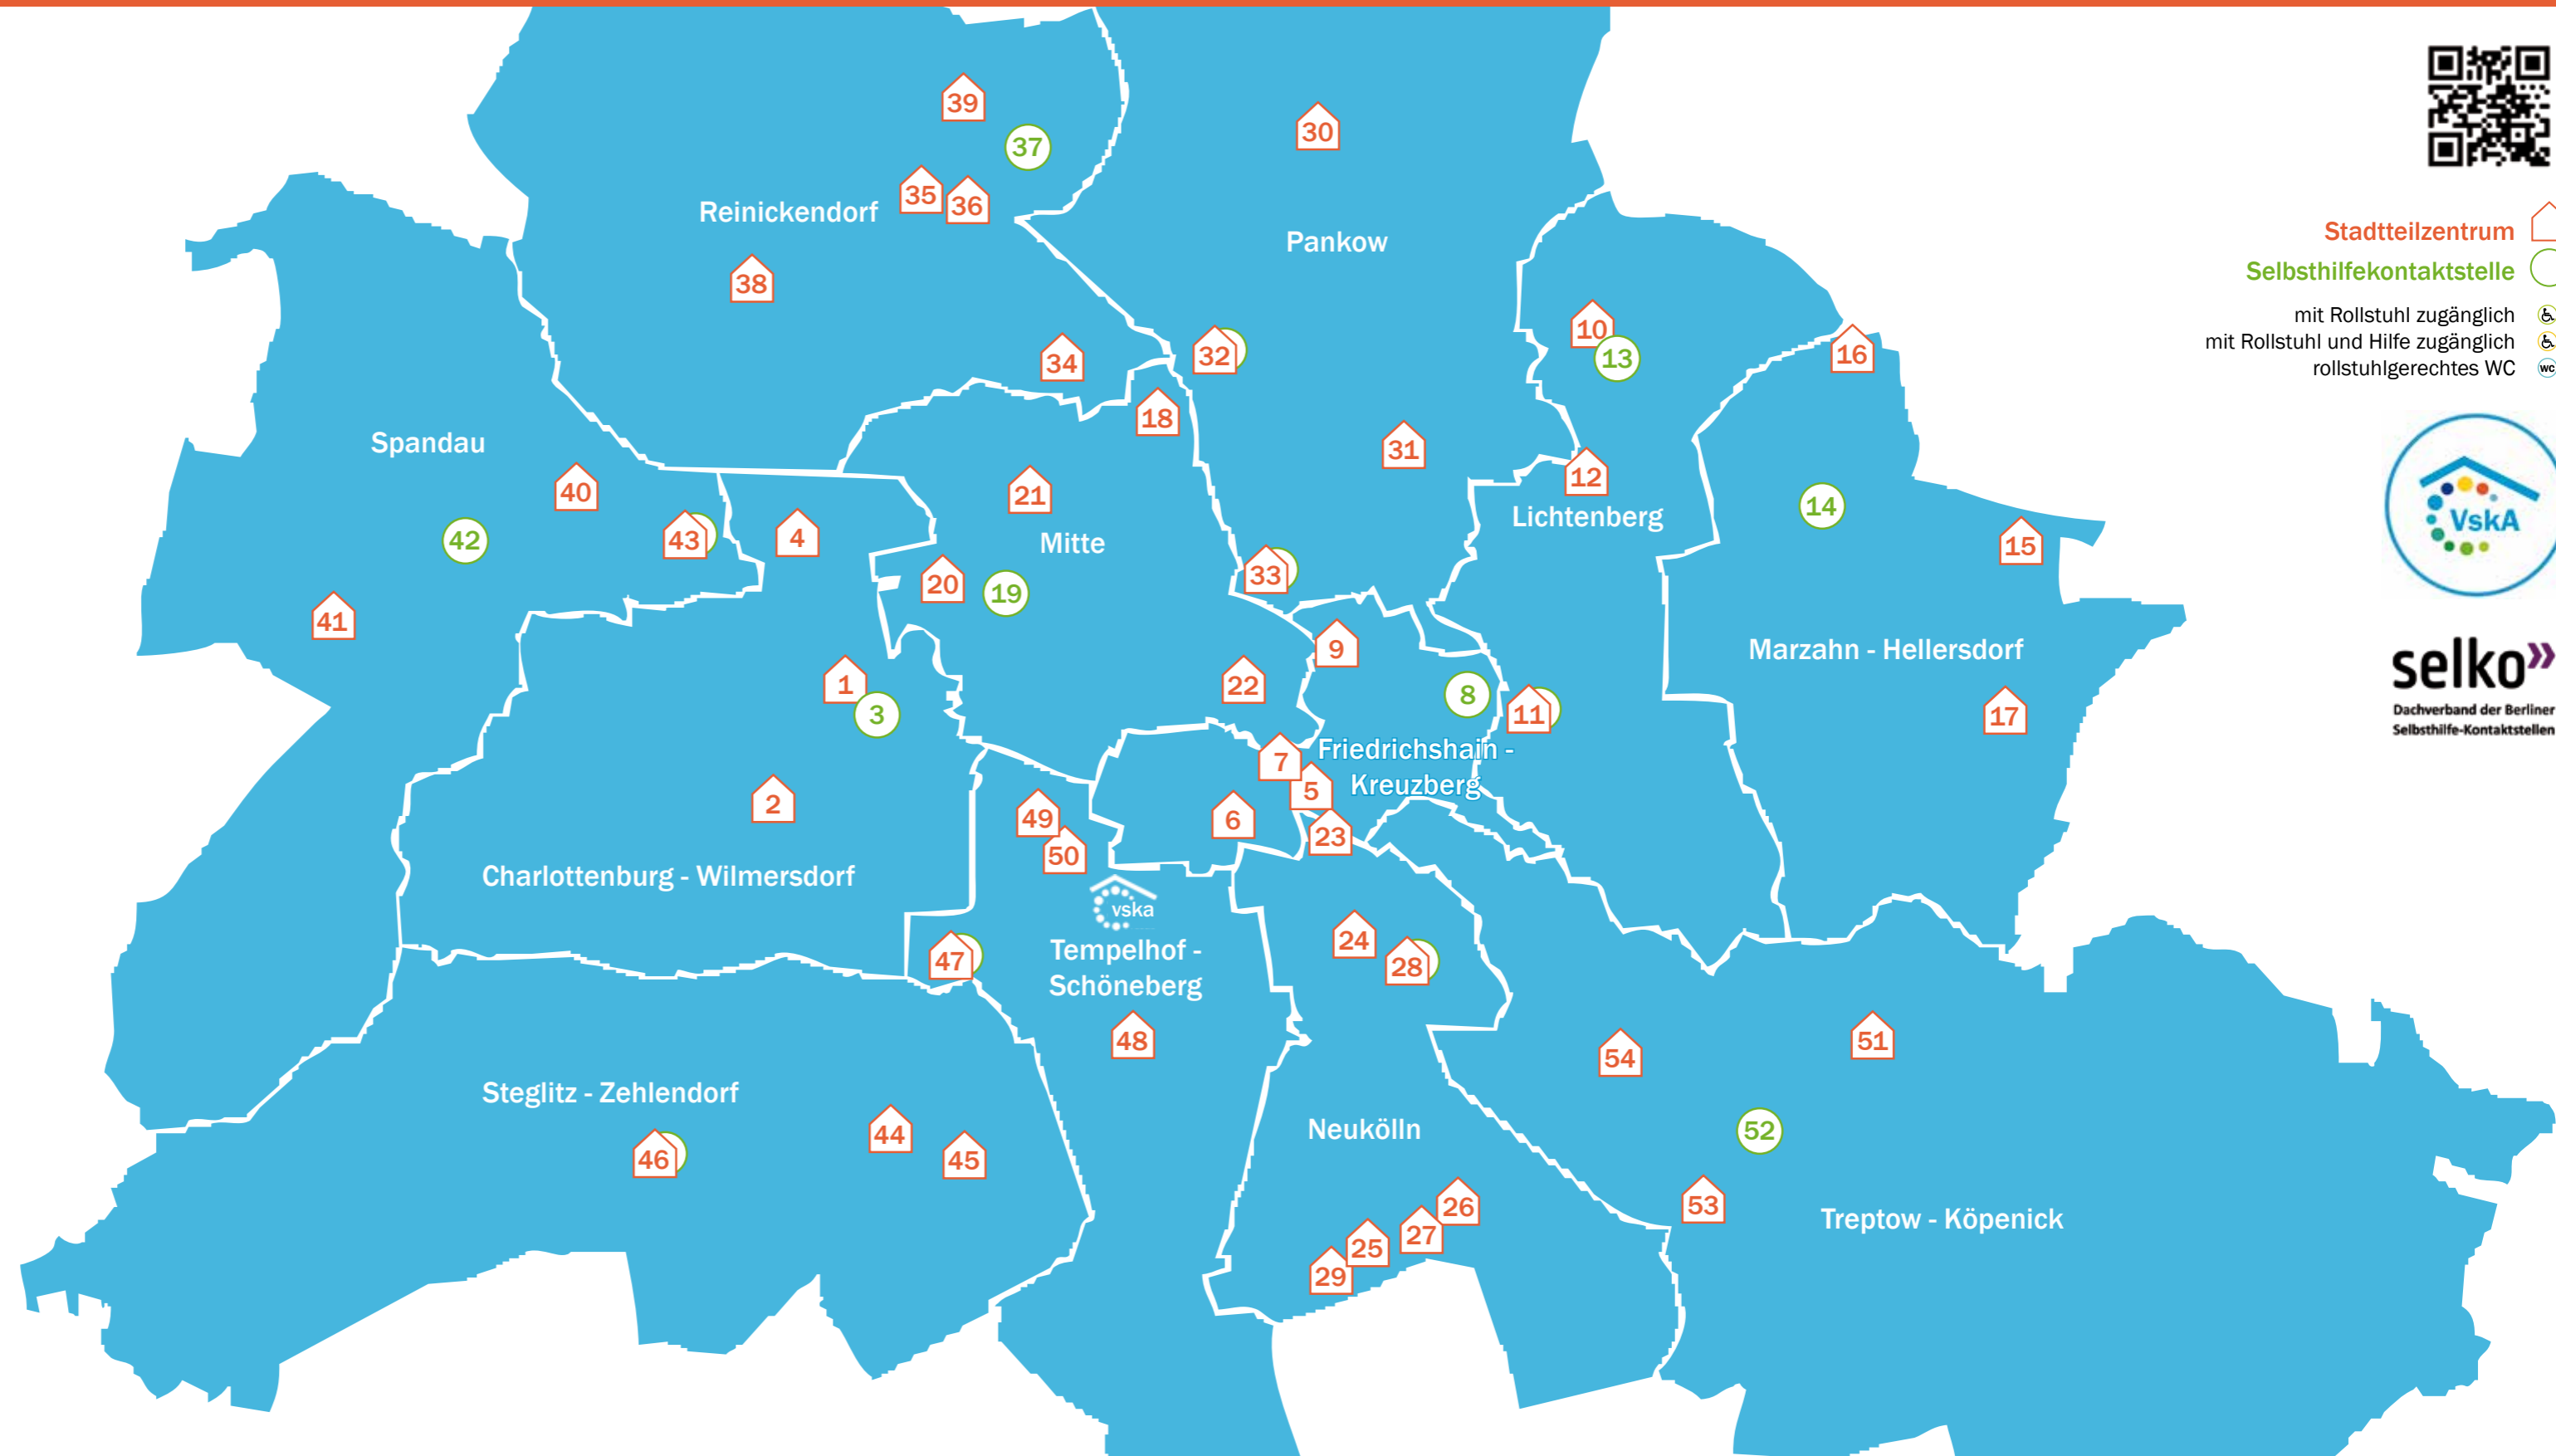 39
37
30
35
36
Reinickendorf
Pankow
38
Stadtteilzentrum
Selbsthilfekontaktstelle
mit Rollstuhl zugänglich
mit Rollstuhl und Hilfe zugänglich
rollstuhlgerechtes WC
WC
10
13
16
32
34
18
Spandau
31
12
40
21
14
Lichtenberg
42
43
4
Mitte
15
VskA
20
19
33
41
9
Marzahn - Hellersdorf
selko»
Dachverband der Berliner
Selbsthilfe-Kontaktstellen
1
3
22
8
11
17
7
Friedrichshain -
Kreuzberg
5
2
49
6
23
50
Charlottenburg - Wilmersdorf
vska
Tempelhof -
Schöneberg
47
24
28
48
54
51
Steglitz - Zehlendorf
44
45
46
Neukölln
52
26
53
27
25
29
Treptow - Köpenick